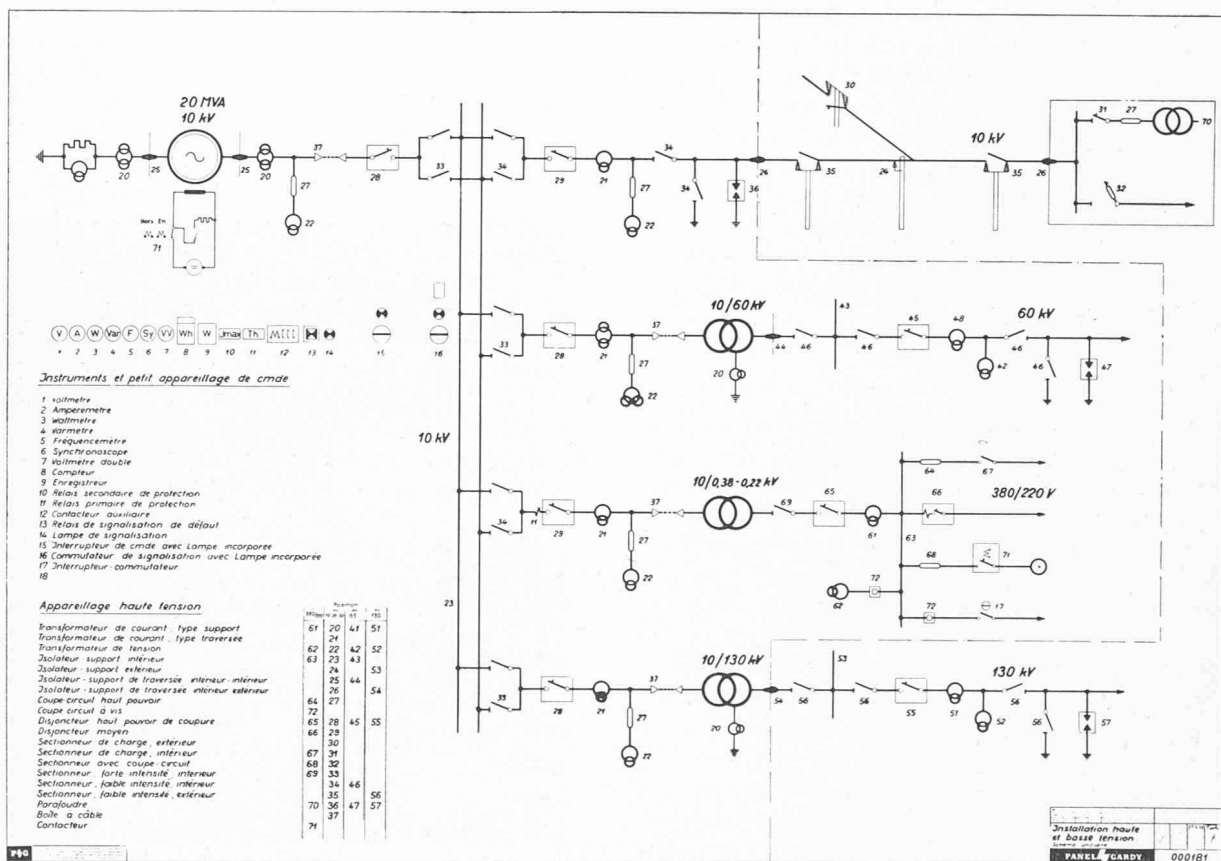 20 MVA
10 kV
37
30
10 kV
31
27
70
20
25
25
20
27
28
33
34
29
21
27
34
34
36
26
35
24
35
26
32
22
22
Hors En
71
V A W Var F Sy VV Wh W Jmax Th.
1 2 3 4 5 6 7 8 9 10 11 12 13 14 15 16
33
28
21
37
27
22
10/60 kV
20
44
46
43
46
45
48
42
60 kV
46
46
47
Instruments et petit appareillage de cmde
1 Voltmetre
2 Amperemetre
3 Wattmetre
4 Varmetre
5 Fréquencemètre
6 Synchronoscope
7 Voltmetre double
8 Compteur
9 Enregistreur
10 Relais secondaire de protection
11 Relais primaire de protection
12 Contacteur auxiliaire
13 Relais de signalisation de défaut
14 Lampe de signalisation
15 Interrupteur de cmde avec Lampe incorporée
16 Commutateur de signalisation avec Lampe incorporée
17 Interrupteur-commutateur
18
10 kV
34
11
29
21
37
27
22
10/0,38-0,22 kV
69
65
61
63
64
67
380/220 V
66
68
71
62
72
72
17
23
Appareillage haute tension
Position
Transformateur de courant, type support 61 20 41 51
Transformateur de courant, type traversée 21
Transformateur de tension 62 22 42 52
Isolateur-support intérieur 63 23 43
Isolateur-support extérieur 24 53
Isolateur-support de traversée intérieur-intérieur 25 44
Isolateur-support de traversée intérieur extérieur 26 54
Coupe-circuit haut pouvoir 64 27
Coupe circuit à vis 72
Disjoncteur haut pouvoir de coupure 65 28 45 55
Disjoncteur moyen 66 29
Sectionneur de charge, extérieur 30
Sectionneur de charge, intérieur 67 31
Sectionneur avec coupe-circuit 68 32
Sectionneur, forte intensité, intérieur 69 33
Sectionneur, faible intensité, intérieur 34 46
Sectionneur, faible intensité, extérieur 35 56
Parafoudre 70 36 47 57
Boîte à câble 37
Contacteur 71
33
28
21
37
27
22
10/130 kV
20
54
56
53
56
55
51
52
130 kV
56
56
57
Installation haute
et basse tension
Schéma unifilaire
PANEL GARDY 000181
P+G